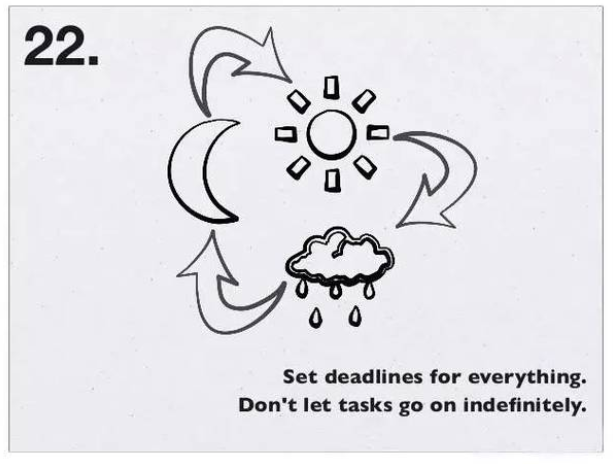 22.
Set deadlines for everything.
Don't let tasks go on indefinitely.